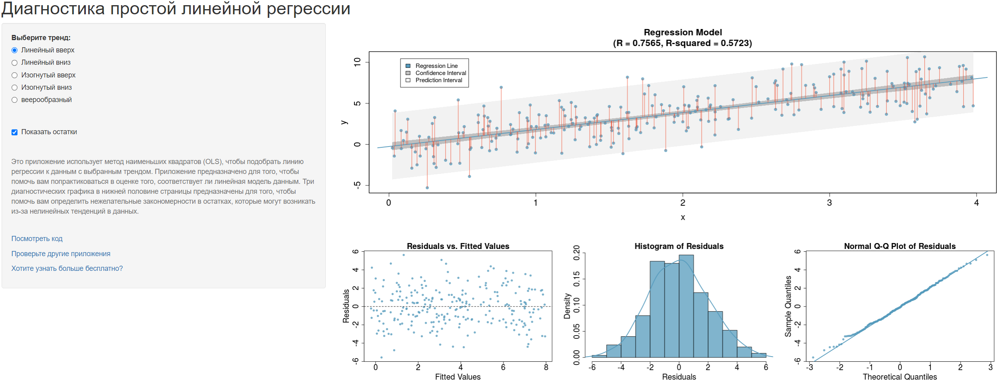 Диагностика простой линейной регрессии
Выберите тренд:
Линейный вверх
Линейный вниз
Изогнутый вверх
Изогнутый вниз
веерообразный
Показать остатки
Это приложение использует метод наименьших квадратов (OLS), чтобы подобрать линию
регрессии к данным с выбранным трендом. Приложение предназначено для того, чтобы
помочь вам попрактиковаться в оценке того, соответствует ли линейная модель данным. Три
диагностических графика в нижней половине страницы предназначены для того, чтобы
помочь вам определить нежелательные закономерности в остатках, которые могут возникать
из-за нелинейных тенденций в данных.
Посмотреть код
Проверьте другие приложения
Хотите узнать больше бесплатно?
Regression Model
(R = 0.7565, R-squared = 0.5723)
Regression Line
Confidence Interval
Prediction Interval
10
5
0
-5
y
0 1 2 3 4
x
Residuals vs. Fitted Values
6
4
2
0
-2
-4
-6
Residuals
0 2 4 6 8
Fitted Values
Histogram of Residuals
0.20
0.15
0.10
0.05
0.00
Density
-6 -4 -2 0 2 4 6
Residuals
Normal Q-Q Plot of Residuals
6
4
2
0
-2
-4
-6
Sample Quantiles
-3 -2 -1 0 1 2 3
Theoretical Quantiles